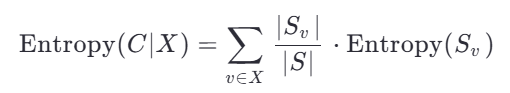 Entropy(C|X) = ∑_{v∈X} |S_v|/|S| · Entropy(S_v)